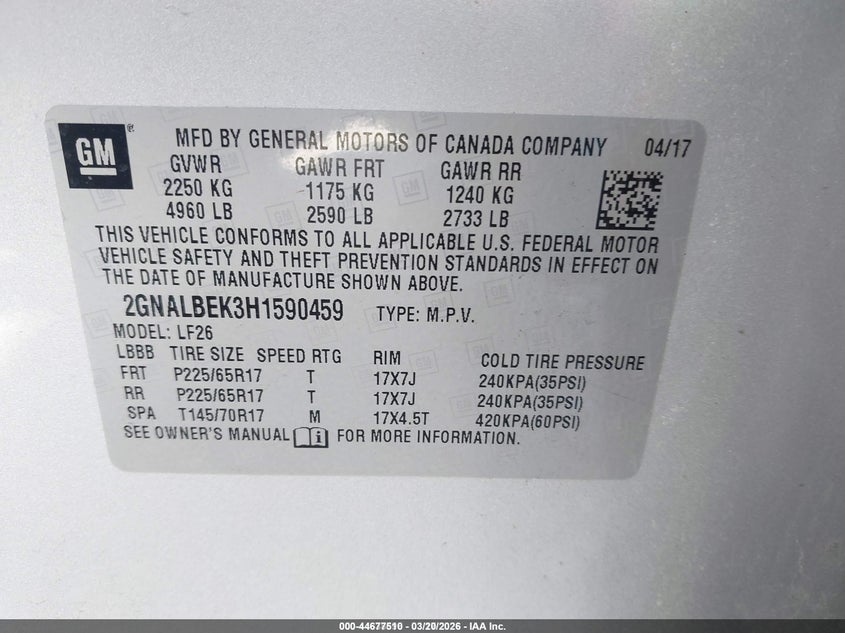 GM ® MFD BY GENERAL MOTORS OF CANADA COMPANY 04/17
GVWR GAWR FRT GAWR RR
2250 KG 1175 KG 1240 KG
4960 LB 2590 LB 2733 LB
THIS VEHICLE CONFORMS TO ALL APPLICABLE U.S. FEDERAL MOTOR
VEHICLE SAFETY AND THEFT PREVENTION STANDARDS IN EFFECT ON
THE DATE OF MANUFACTURE SHOWN ABOVE.
2GNALBEK3H1590459 TYPE: M.P.V.
MODEL: LF26
LBBB TIRE SIZE SPEED RTG RIM COLD TIRE PRESSURE
FRT P225/65R17 T 17X7J 240KPA(35PSI)
RR P225/65R17 T 17X7J 240KPA(35PSI)
SPA T145/70R17 M 17X4.5T 420KPA(60PSI)
SEE OWNER'S MANUAL FOR MORE INFORMATION.
000-44677510 - 03/20/2026 - IAA Inc.